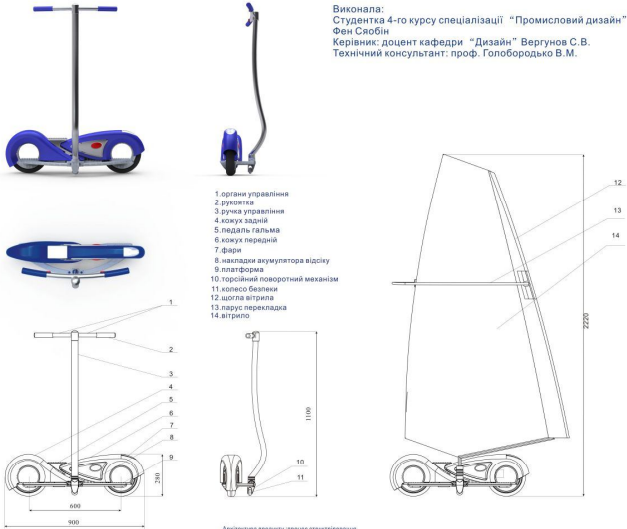 Виконала:
Студентка 4-го курсу спеціалізації “Промисловий дизайн”
Фен Сяобін
Керівник: доцент кафедри “Дизайн” Вергунов С.В.
Технічний консультант: проф. Голобородько В.М.
1.органи управління
2.рукоятка
3.ручка управління
4.кожух задній
5.педаль гальма
6.кожух передній
7.фари
8.накладки акумулятора відсіку
9.платформа
10.торсійний поворотний механізм
11.колесо безпеки
12.щогла вітрила
13.парус перекладка
14.вітрило
12
13
14
2220
1
2
3
4
5
6
7
8
9
280
600
900
1100
10
11